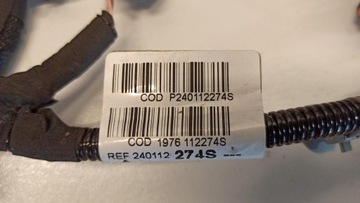 COD P240112274S
COD 1976 112274S
REF 240112 274S ---